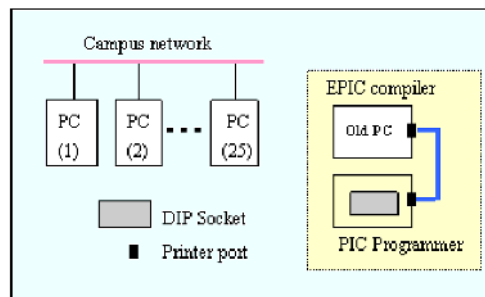 Campus network
PC
(1)
PC
(2)
PC
(25)
DIP Socket
Printer port
EPIC compiler
Old PC
PIC Programmer